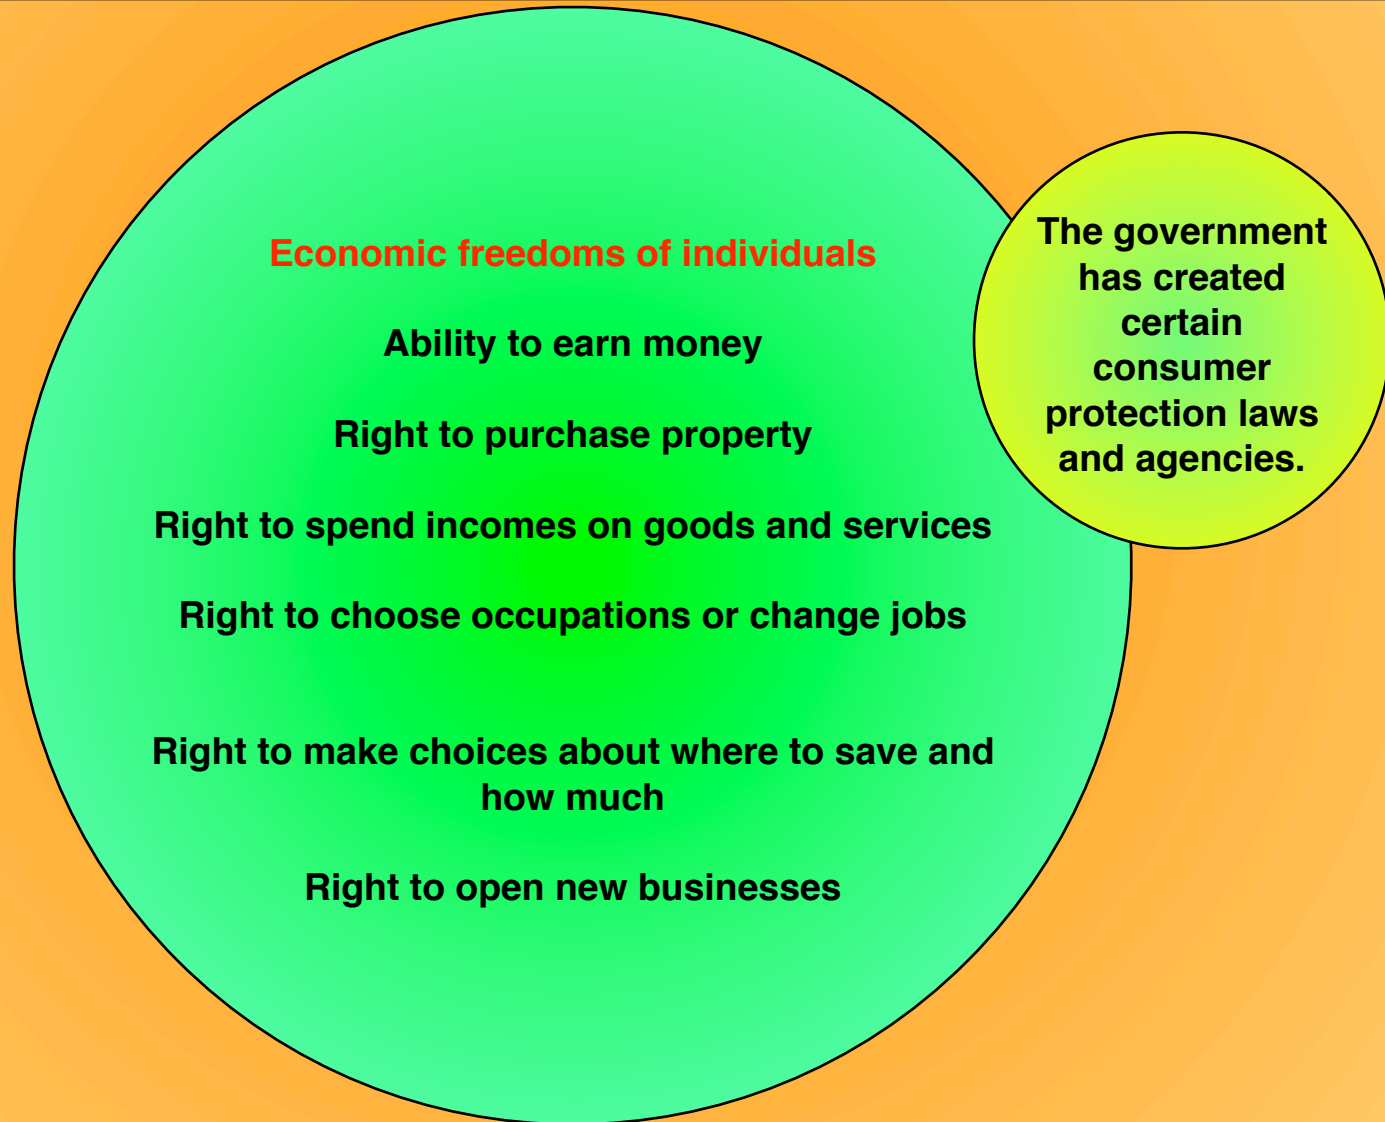 Economic freedoms of individuals
Ability to earn money
Right to purchase property
Right to spend incomes on goods and services
Right to choose occupations or change jobs
Right to make choices about where to save and
how much
Right to open new businesses
The government
has created
certain
consumer
protection laws
and agencies.